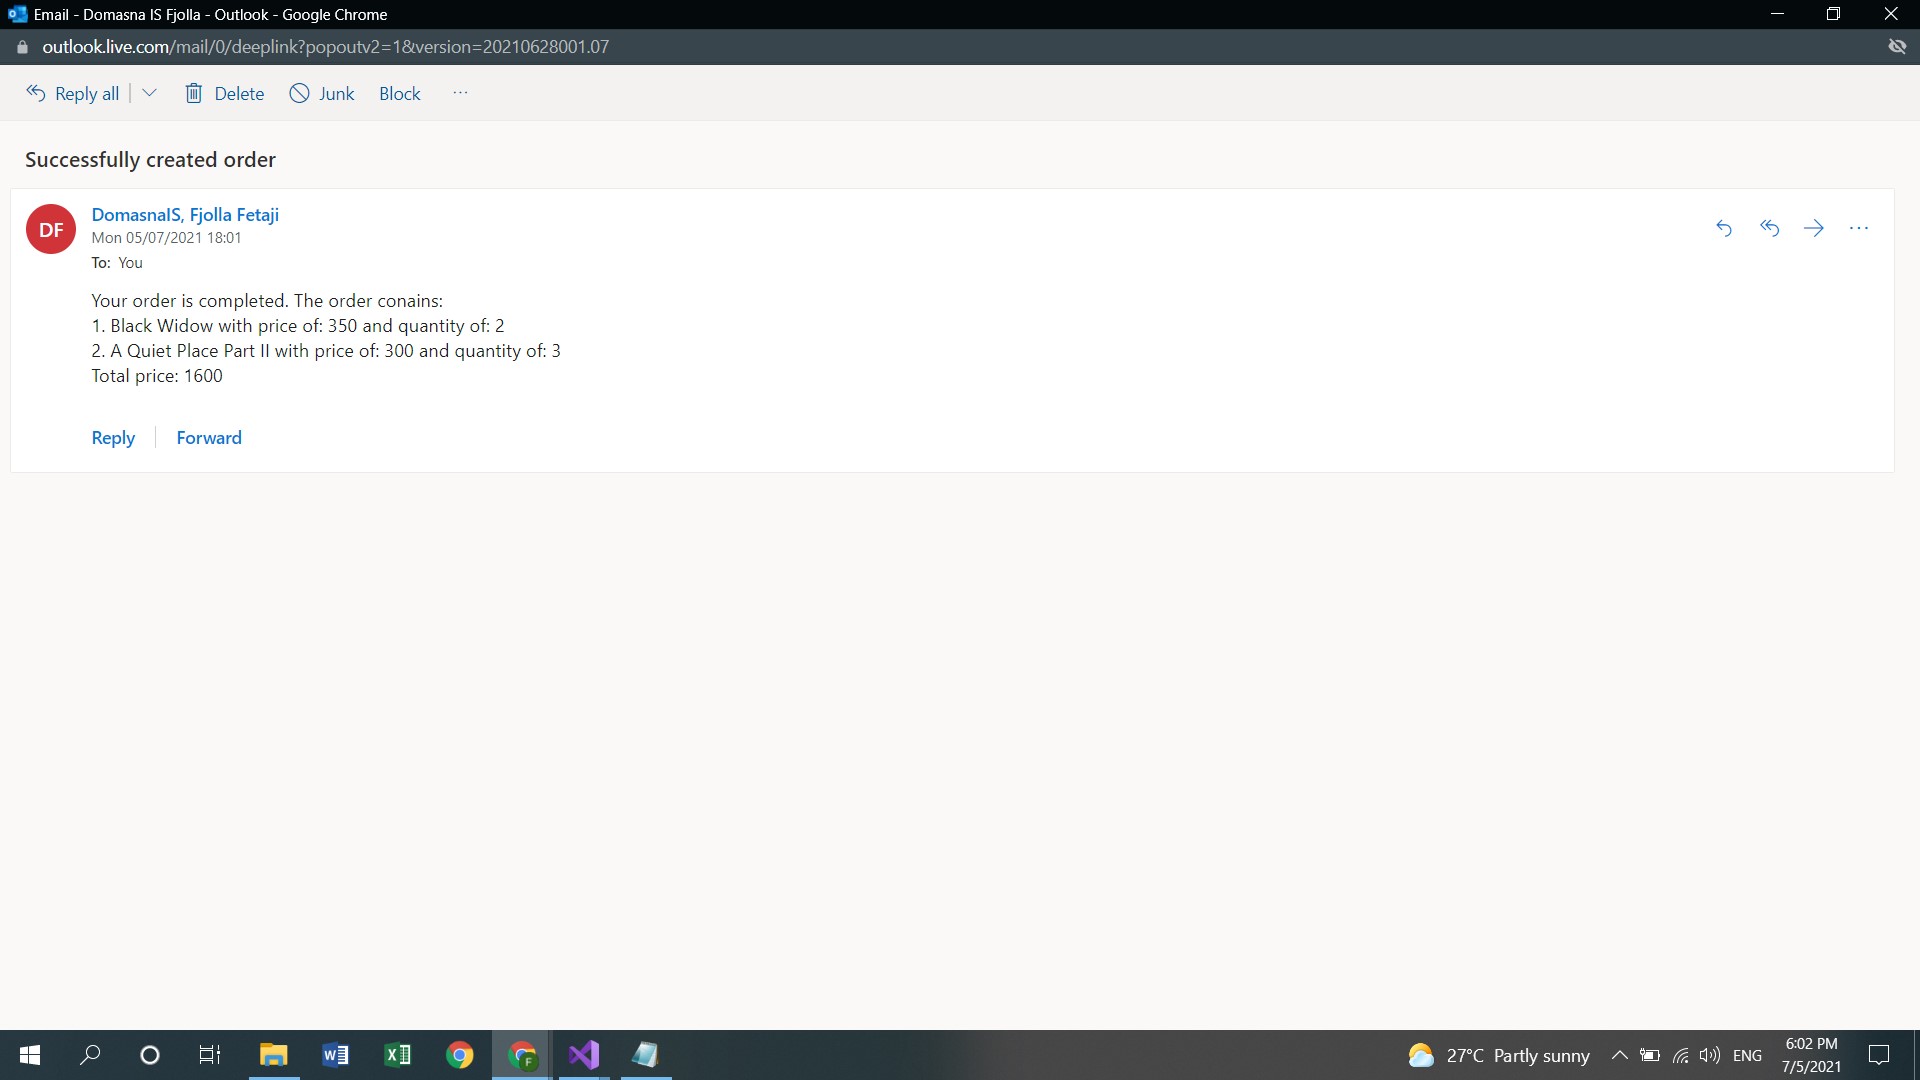 Email - Domasna IS Fjolla - Outlook - Google Chrome
outlook.live.com/mail/0/deeplink?popoutv2=1&version=20210628001.07
Reply all Delete Junk Block ...
Successfully created order
DF
DomasnaIS, Fjolla Fetaji
Mon 05/07/2021 18:01
To: You
Your order is completed. The order conains:
1. Black Widow with price of: 350 and quantity of: 2
2. A Quiet Place Part II with price of: 300 and quantity of: 3
Total price: 1600
Reply Forward
27°C Partly sunny ENG
6:02 PM
7/5/2021